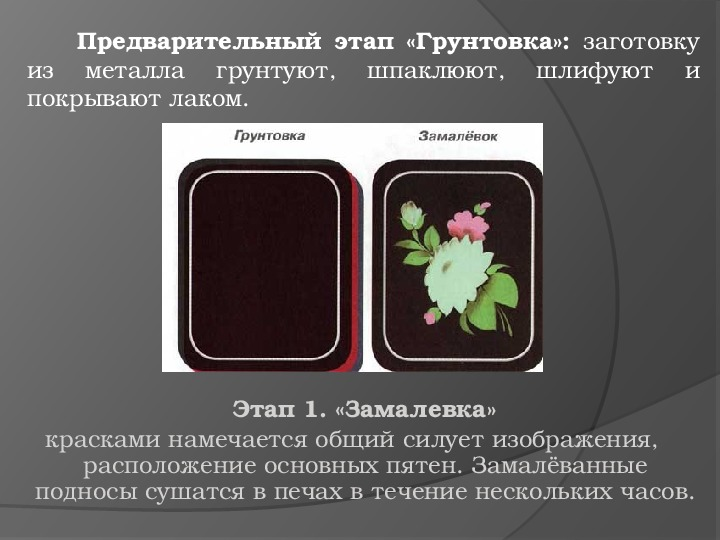 Предварительный этап «Грунтовка»: заготовку
из металла грунтуют, шпаклюют, шлифуют и
покрывают лаком.
Грунтовка
Замалёвок
Этап 1. «Замалевка»
красками намечается общий силует изображения,
расположение основных пятен. Замалёванные
подносы сушатся в печах в течение нескольких часов.